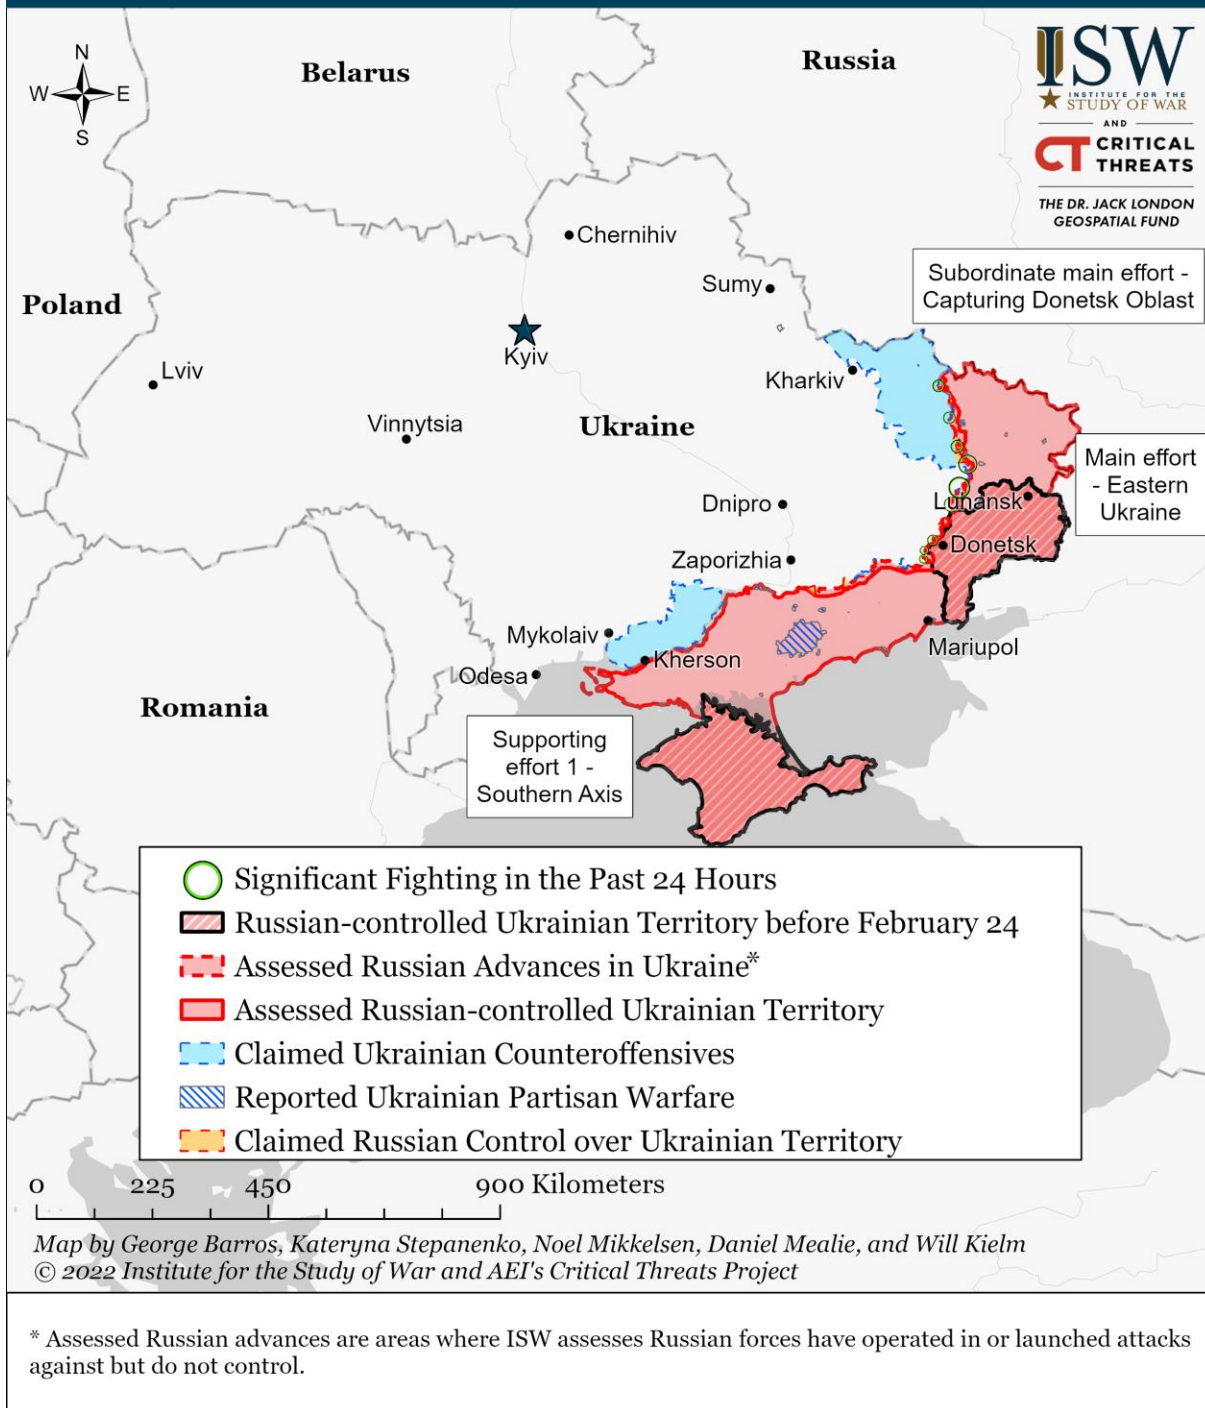 Belarus
Russia
N
W
E
S
ISW
INSTITUTE FOR THE
STUDY OF WAR
AND
CT CRITICAL
THREATS
THE DR. JACK LONDON
GEOSPATIAL FUND
Chernihiv
Sumy
Subordinate main effort -
Capturing Donetsk Oblast
Poland
Kyiv
Lviv
Kharkiv
Vinnytsia
Ukraine
Main effort
- Eastern
Ukraine
Dnipro
Luhansk
Donetsk
Zaporizhia
Mykolaiv
Mariupol
Kherson
Odesa
Romania
Supporting
effort 1 -
Southern Axis
Significant Fighting in the Past 24 Hours
Russian-controlled Ukrainian Territory before February 24
Assessed Russian Advances in Ukraine*
Assessed Russian-controlled Ukrainian Territory
Claimed Ukrainian Counteroffensives
Reported Ukrainian Partisan Warfare
Claimed Russian Control over Ukrainian Territory
0 225 450 900 Kilometers
Map by George Barros, Kateryna Stepanenko, Noel Mikkelsen, Daniel Mealie, and Will Kielm
© 2022 Institute for the Study of War and AEI's Critical Threats Project
* Assessed Russian advances are areas where ISW assesses Russian forces have operated in or launched attacks
against but do not control.